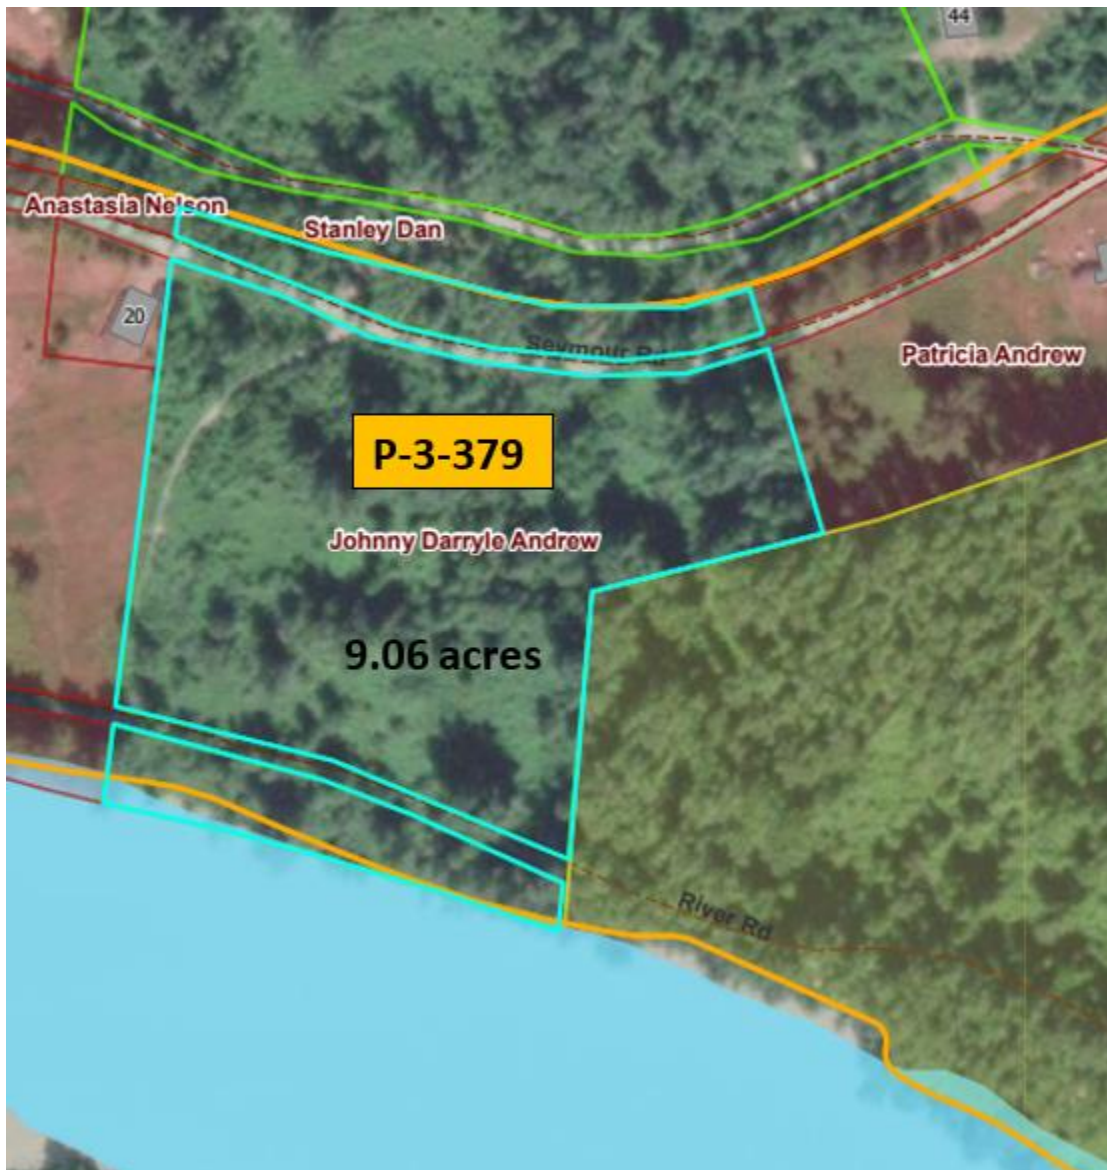 44
Anastasia Nelson
Stanley Dan
20
Seymour Rd
Patricia Andrew
P-3-379
Johnny Darryle Andrew
9.06 acres
River Rd